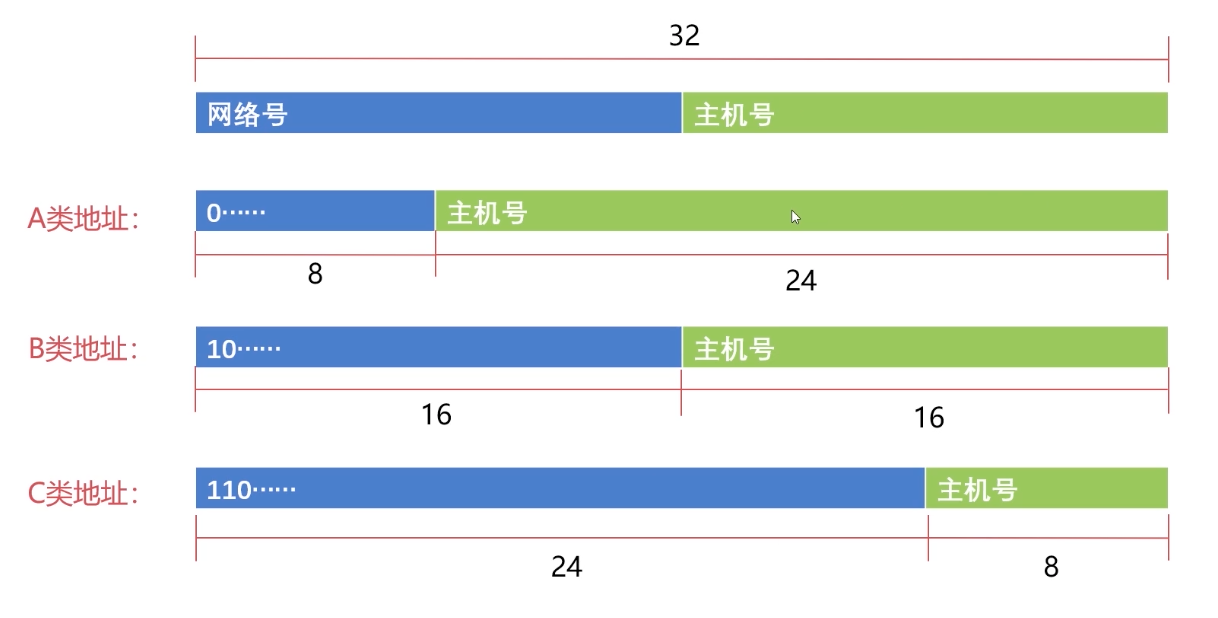 32
网络号 主机号
A类地址： 0…… 主机号
8 24
B类地址： 10…… 主机号
16 16
C类地址： 110…… 主机号
24 8